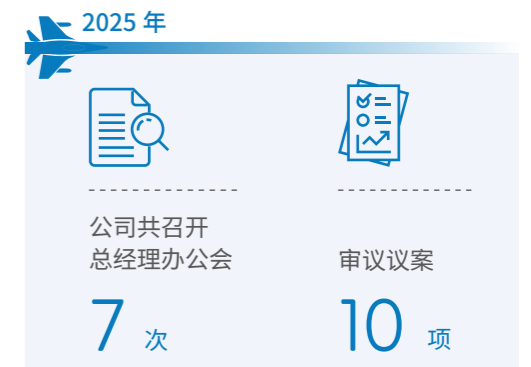 2025 年
公司共召开
总经理办公会
7 次
审议议案
10 项